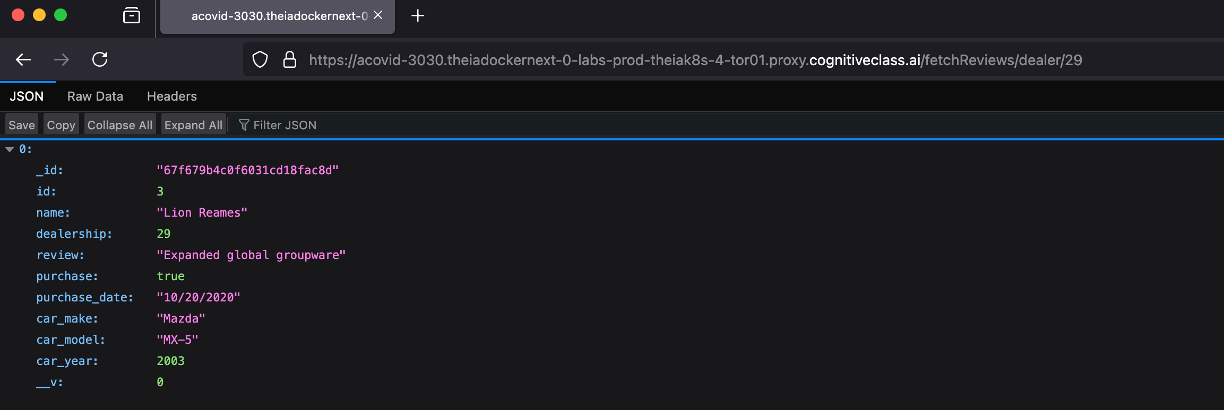 acovid-3030.theiadockernext-0
https://acovid-3030.theiadockernext-0-labs-prod-theiak8s-4-tor01.proxy.cognitiveclass.ai/fetchReviews/dealer/29
JSON Raw Data Headers
Save Copy Collapse All Expand All Filter JSON
0:
_id: "67f679b4c0f6031cd18fac8d"
id: 3
name: "Lion Reames"
dealership: 29
review: "Expanded global groupware"
purchase: true
purchase_date: "10/20/2020"
car_make: "Mazda"
car_model: "MX-5"
car_year: 2003
__v: 0